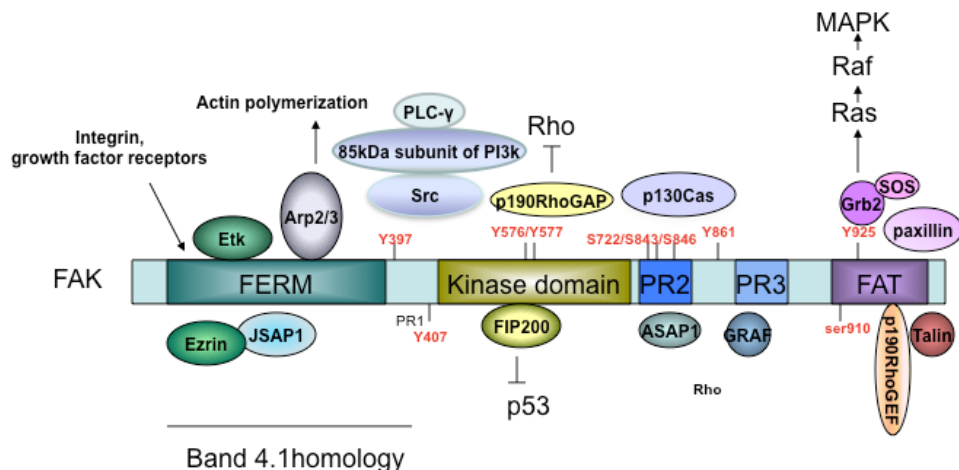 MAPK
Raf
Ras
Actin polymerization
PLC-γ
Integrin,
growth factor receptors
85kDa subunit of PI3k
Rho
Src
Arp2/3
p190RhoGAP
p130Cas
SOS
Grb2
paxillin
Etk
Y397
Y576/Y577
S722/S843/S846
Y861
Y925
FAK
FERM
Kinase domain
PR2
PR3
FAT
PR1
Y407
ser910
Ezrin
JSAP1
FIP200
ASAP1
GRAF
p190RhoGEF
Talin
p53
Rho
Band 4.1homology